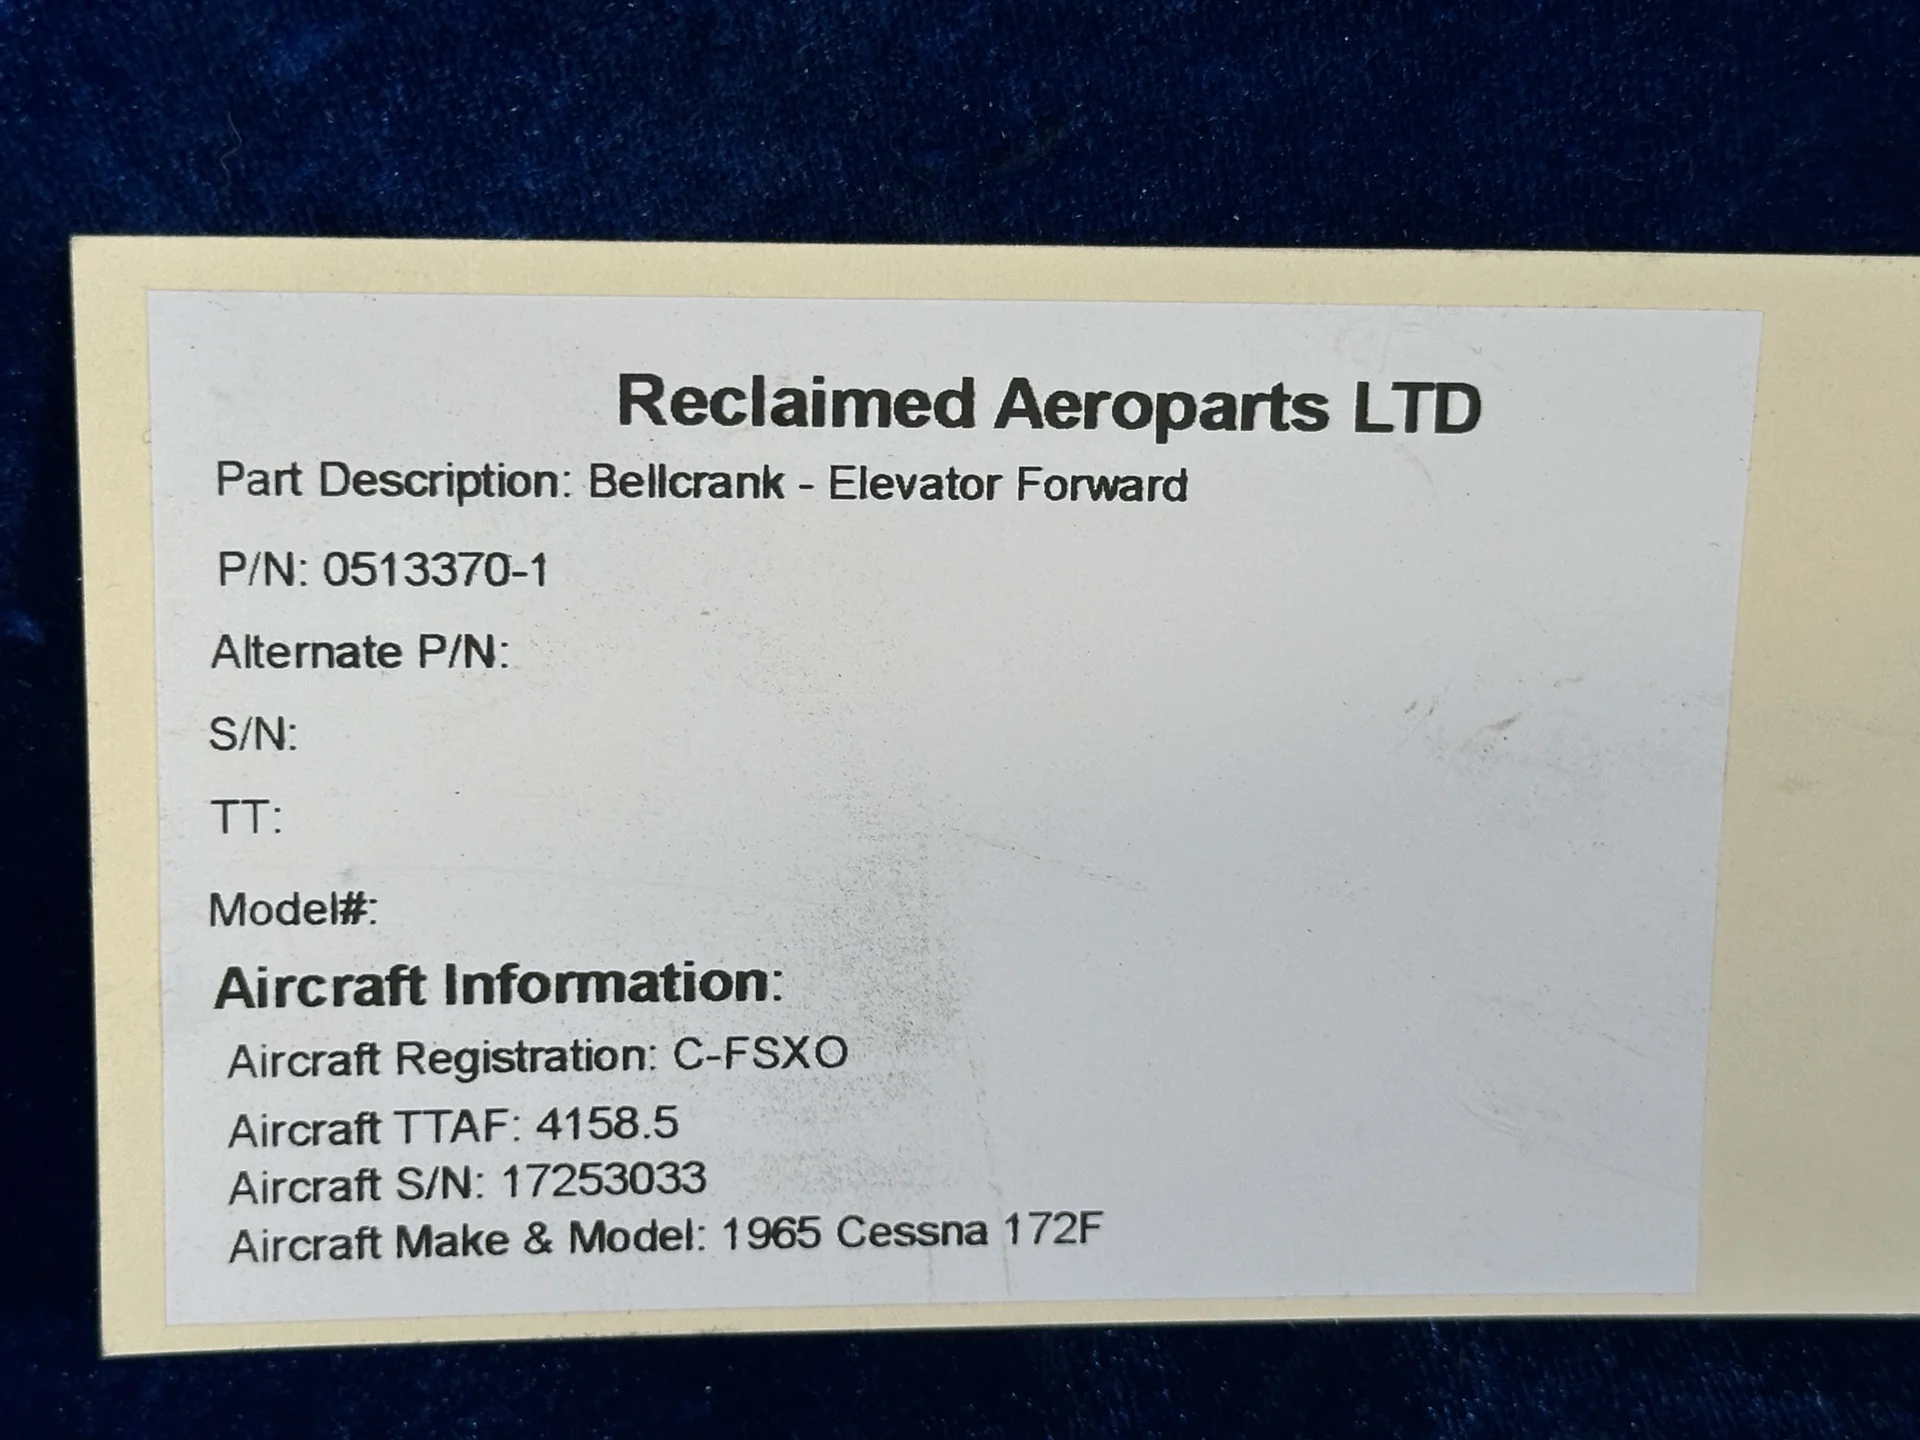 Reclaimed Aeroparts LTD
Part Description: Bellcrank - Elevator Forward
P/N: 0513370-1
Alternate P/N:
S/N:
TT:
Model#:
Aircraft Information:
Aircraft Registration: C-FSXO
Aircraft TTAF: 4158.5
Aircraft S/N: 17253033
Aircraft Make & Model: 1965 Cessna 172F